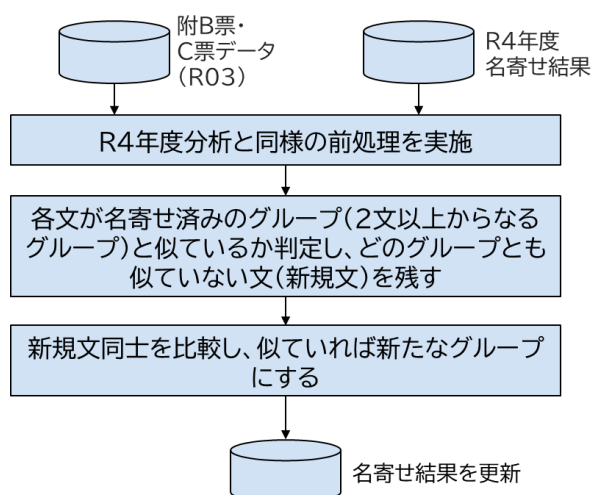 附B票・
C票データ
(R03)
R4年度
名寄せ結果
R4年度分析と同様の前処理を実施
各文が名寄せ済みのグループ(2文以上からなる
グループ)と似ているか判定し、どのグループとも
似ていない文(新規文)を残す
新規文同士を比較し、似ていれば新たなグループ
にする
名寄せ結果を更新